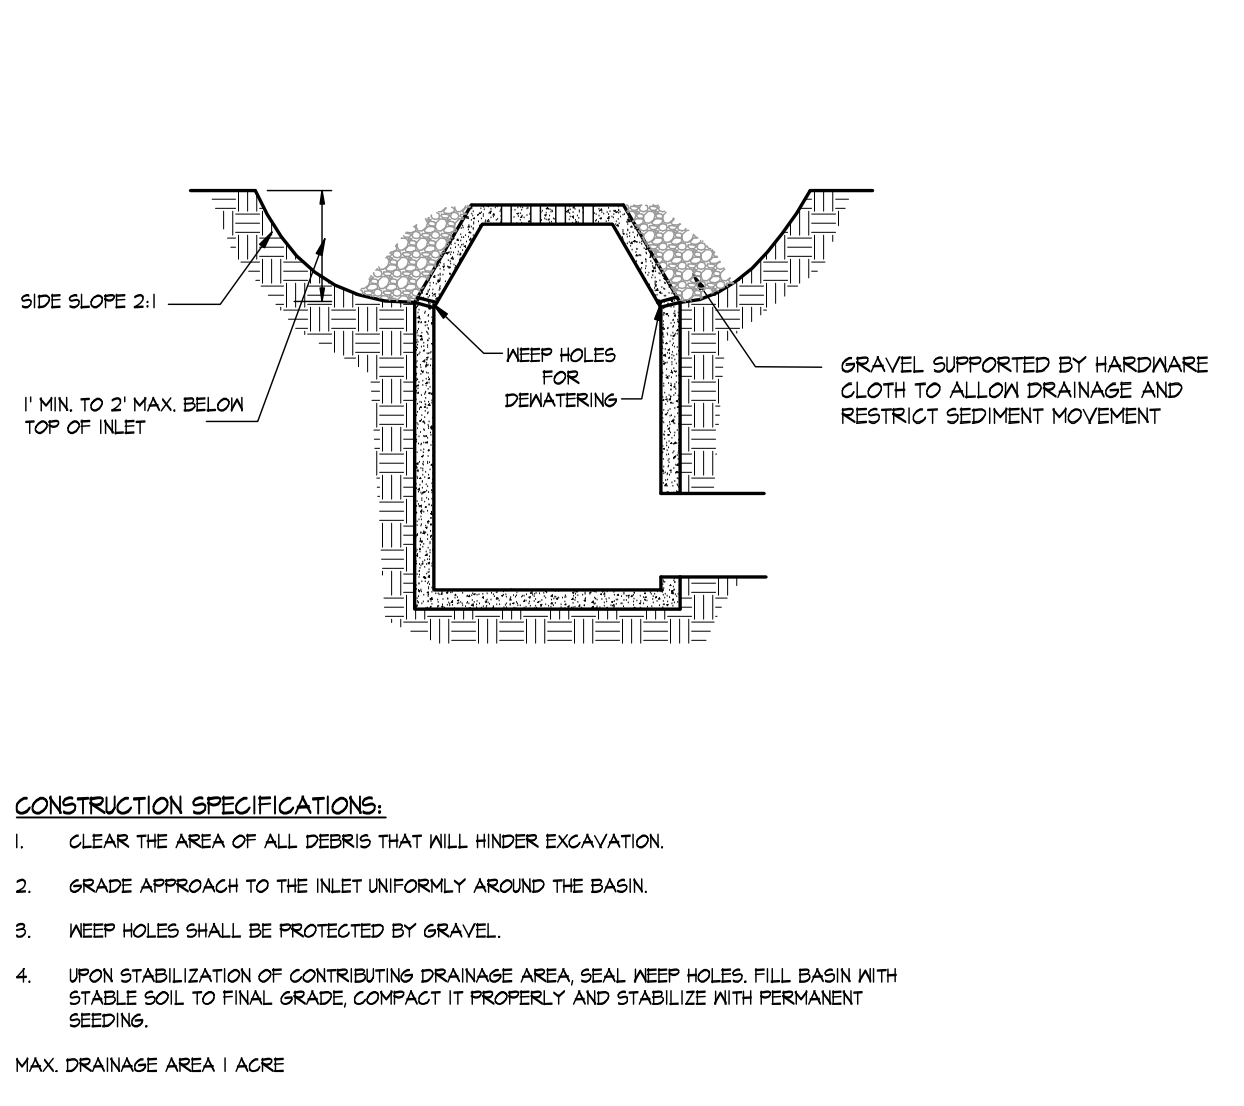 SIDE SLOPE 2:1
1' MIN. TO 2' MAX. BELOW
TOP OF INLET
WEEP HOLES
FOR
DEWATERING
GRAVEL SUPPORTED BY HARDWARE
CLOTH TO ALLOW DRAINAGE AND
RESTRICT SEDIMENT MOVEMENT
CONSTRUCTION SPECIFICATIONS:
1. CLEAR THE AREA OF ALL DEBRIS THAT WILL HINDER EXCAVATION.
2. GRADE APPROACH TO THE INLET UNIFORMLY AROUND THE BASIN.
3. WEEP HOLES SHALL BE PROTECTED BY GRAVEL.
4. UPON STABILIZATION OF CONTRIBUTING DRAINAGE AREA, SEAL WEEP HOLES. FILL BASIN WITH
STABLE SOIL TO FINAL GRADE, COMPACT IT PROPERLY AND STABILIZE WITH PERMANENT
SEEDING.
MAX. DRAINAGE AREA 1 ACRE